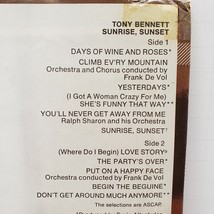 TONY BENNETT
SUNRISE, SUNSET
Side 1
DAYS OF WINE AND ROSES*
CLIMB EV'RY MOUNTAIN
Orchestra and Chorus conducted by
Frank De Vol
YESTERDAYS*
(I Got A Woman Crazy For Me)
SHE'S FUNNY THAT WAY**
YOU'LL NEVER GET AWAY FROM ME
Ralph Sharon and his Orchestra
SUNRISE, SUNSET†
Side 2
(Where Do I Begin) LOVE STORY*
THE PARTY'S OVER*
PUT ON A HAPPY FACE
Orchestra conducted by Frank De Vol
BEGIN THE BEGUINE*
DON'T GET AROUND MUCH ANYMORE**
The selections are ASCAP.